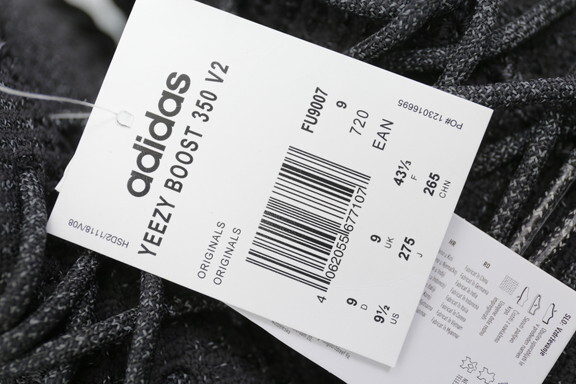 adidas
YEEZY BOOST 350 V2
HSD2/1118/V08
ORIGINALS
ORIGINALS
FU9007
9
720
EAN
PO# 123016695
4 062055 677107
9
D
9½
US
9
UK
275
J
43⅓
F
265
CHN